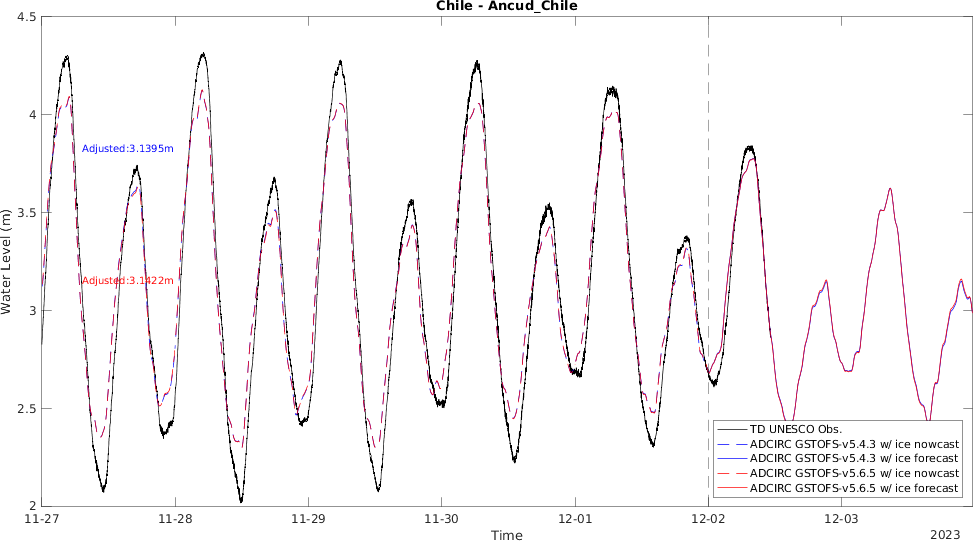 Chile - Ancud_Chile
4.5
4
3.5
3
2.5
2
Water Level (m)
Adjusted:3.1395m
Adjusted:3.1422m
TD UNESCO Obs.
ADCIRC GSTOFS-v5.4.3 w/ ice nowcast
ADCIRC GSTOFS-v5.4.3 w/ ice forecast
ADCIRC GSTOFS-v5.6.5 w/ ice nowcast
ADCIRC GSTOFS-v5.6.5 w/ ice forecast
11-27 11-28 11-29 11-30 12-01 12-02 12-03
Time
2023